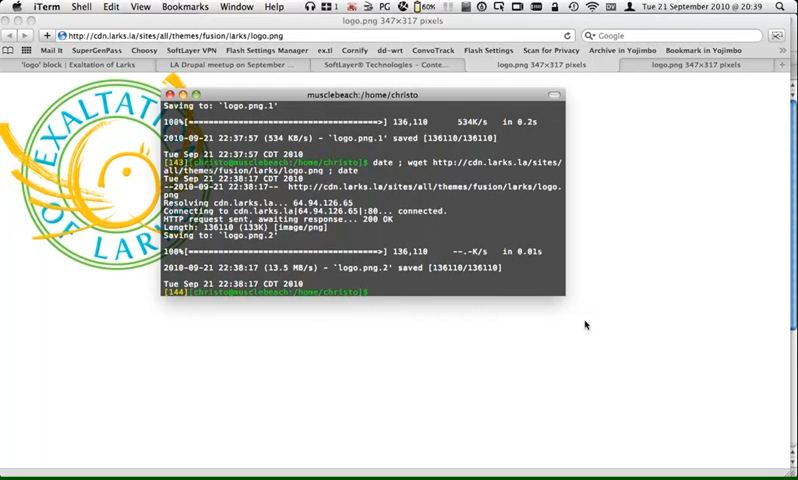 iTerm Shell Edit View Bookmarks Window Help 1 PG 60% Tue 21 September 2010 @ 20:39
logo.png 347×317 pixels
http://cdn.larks.la/sites/all/themes/fusion/larks/logo.png Google
Mail It SuperGenPass Choosy SoftLayer VPN Flash Settings Manager ex.tl Cornify dd-wrt ConvoTrack Flash Settings Scan for Privacy Archive in Yojimbo Bookmark in Yojimbo
'logo' block | Exaltation of Larks LA Drupal meetup on September ... SoftLayer® Technologies - Conte... logo.png 347×317 pixels logo.png 347×317 pixels
EXALTATION
OF LARKS
musclebeach:/home/christo
Saving to: `logo.png.1'
100%[======================================>] 136,110 534K/s in 0.2s
2010-09-21 22:37:57 (534 KB/s) - `logo.png.1' saved [136110/136110]
Tue Sep 21 22:37:57 CDT 2010
[143][christo@musclebeach:/home/christo]$ date ; wget http://cdn.larks.la/sites/
all/themes/fusion/larks/logo.png ; date
Tue Sep 21 22:38:17 CDT 2010
--2010-09-21 22:38:17-- http://cdn.larks.la/sites/all/themes/fusion/larks/logo.
png
Resolving cdn.larks.la... 64.94.126.65
Connecting to cdn.larks.la|64.94.126.65|:80... connected.
HTTP request sent, awaiting response... 200 OK
Length: 136110 (133K) [image/png]
Saving to: `logo.png.2'
100%[======================================>] 136,110 --.-K/s in 0.01s
2010-09-21 22:38:17 (13.5 MB/s) - `logo.png.2' saved [136110/136110]
Tue Sep 21 22:38:17 CDT 2010
[144][christo@musclebeach:/home/christo]$